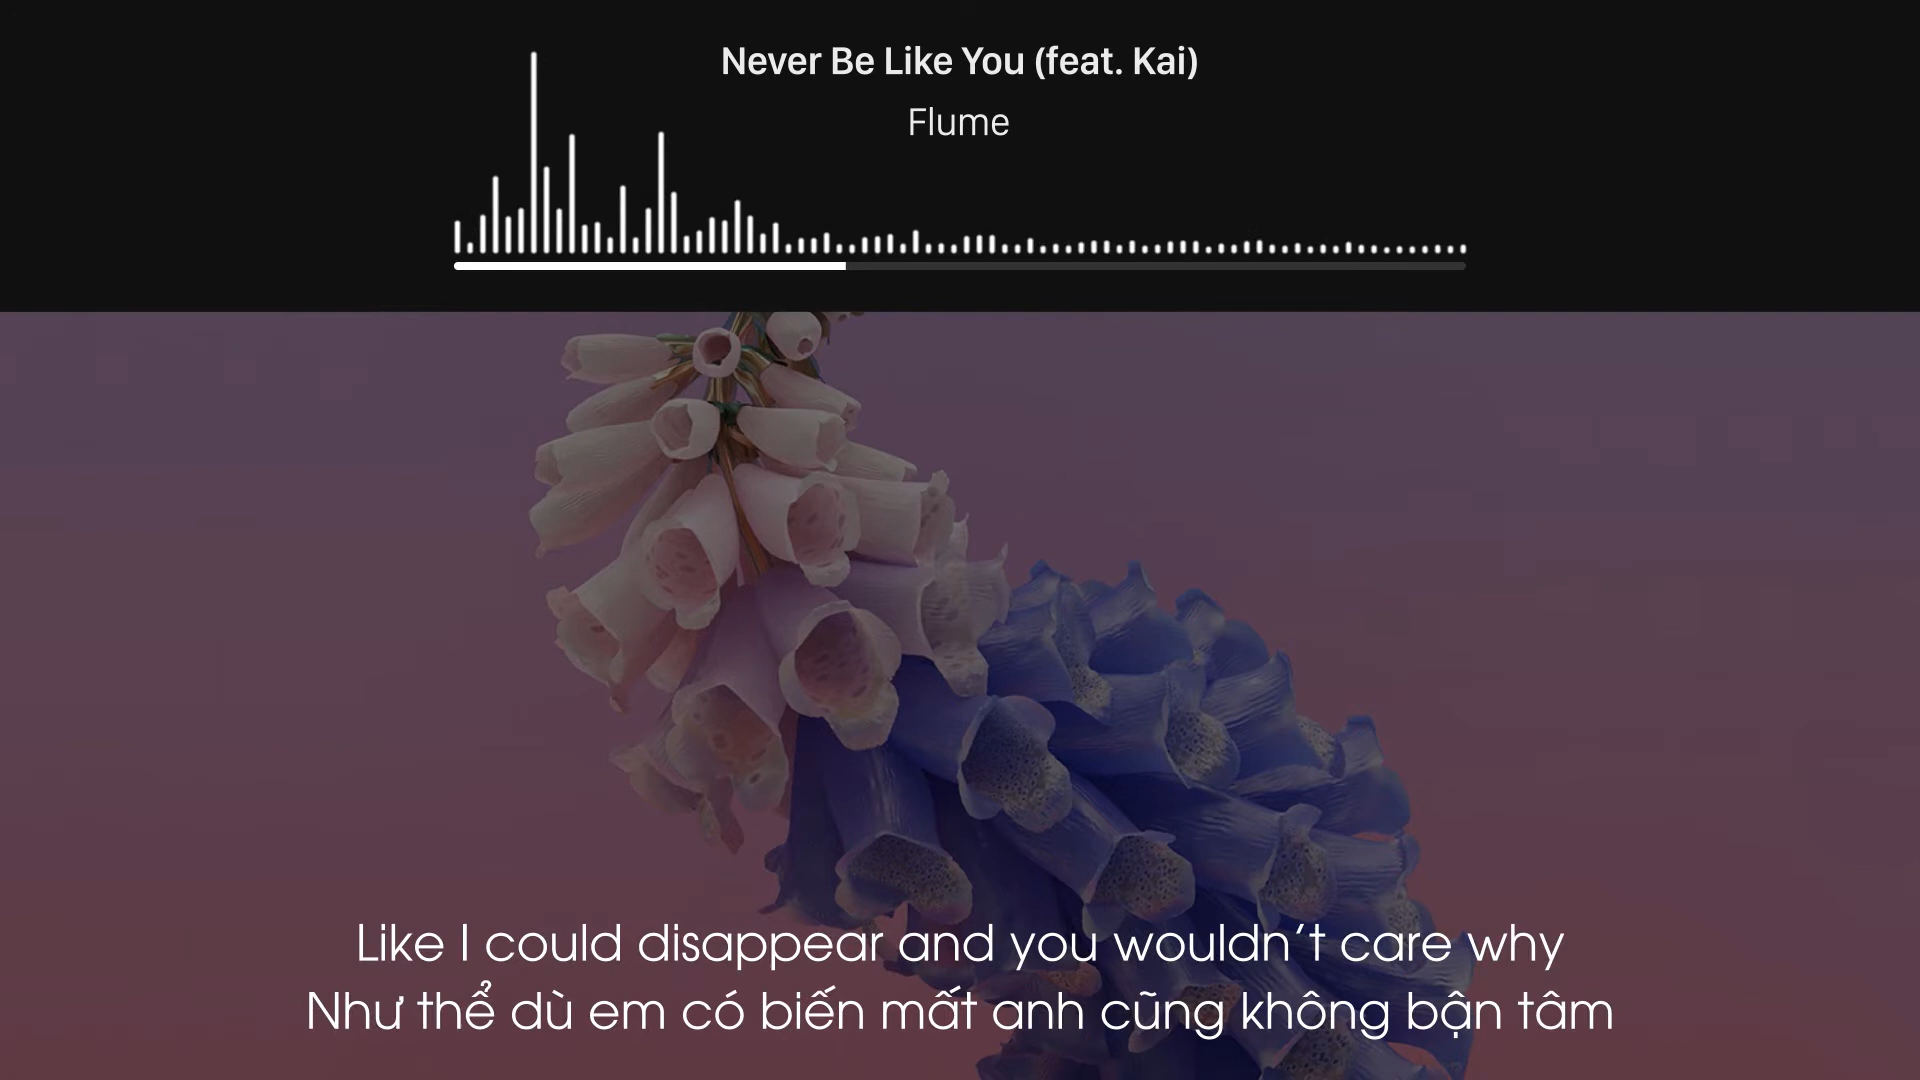 Never Be Like You (feat. Kai)
Flume
Like I could disappear and you wouldn't care why
Như thể dù em có biến mất anh cũng không bận tâm